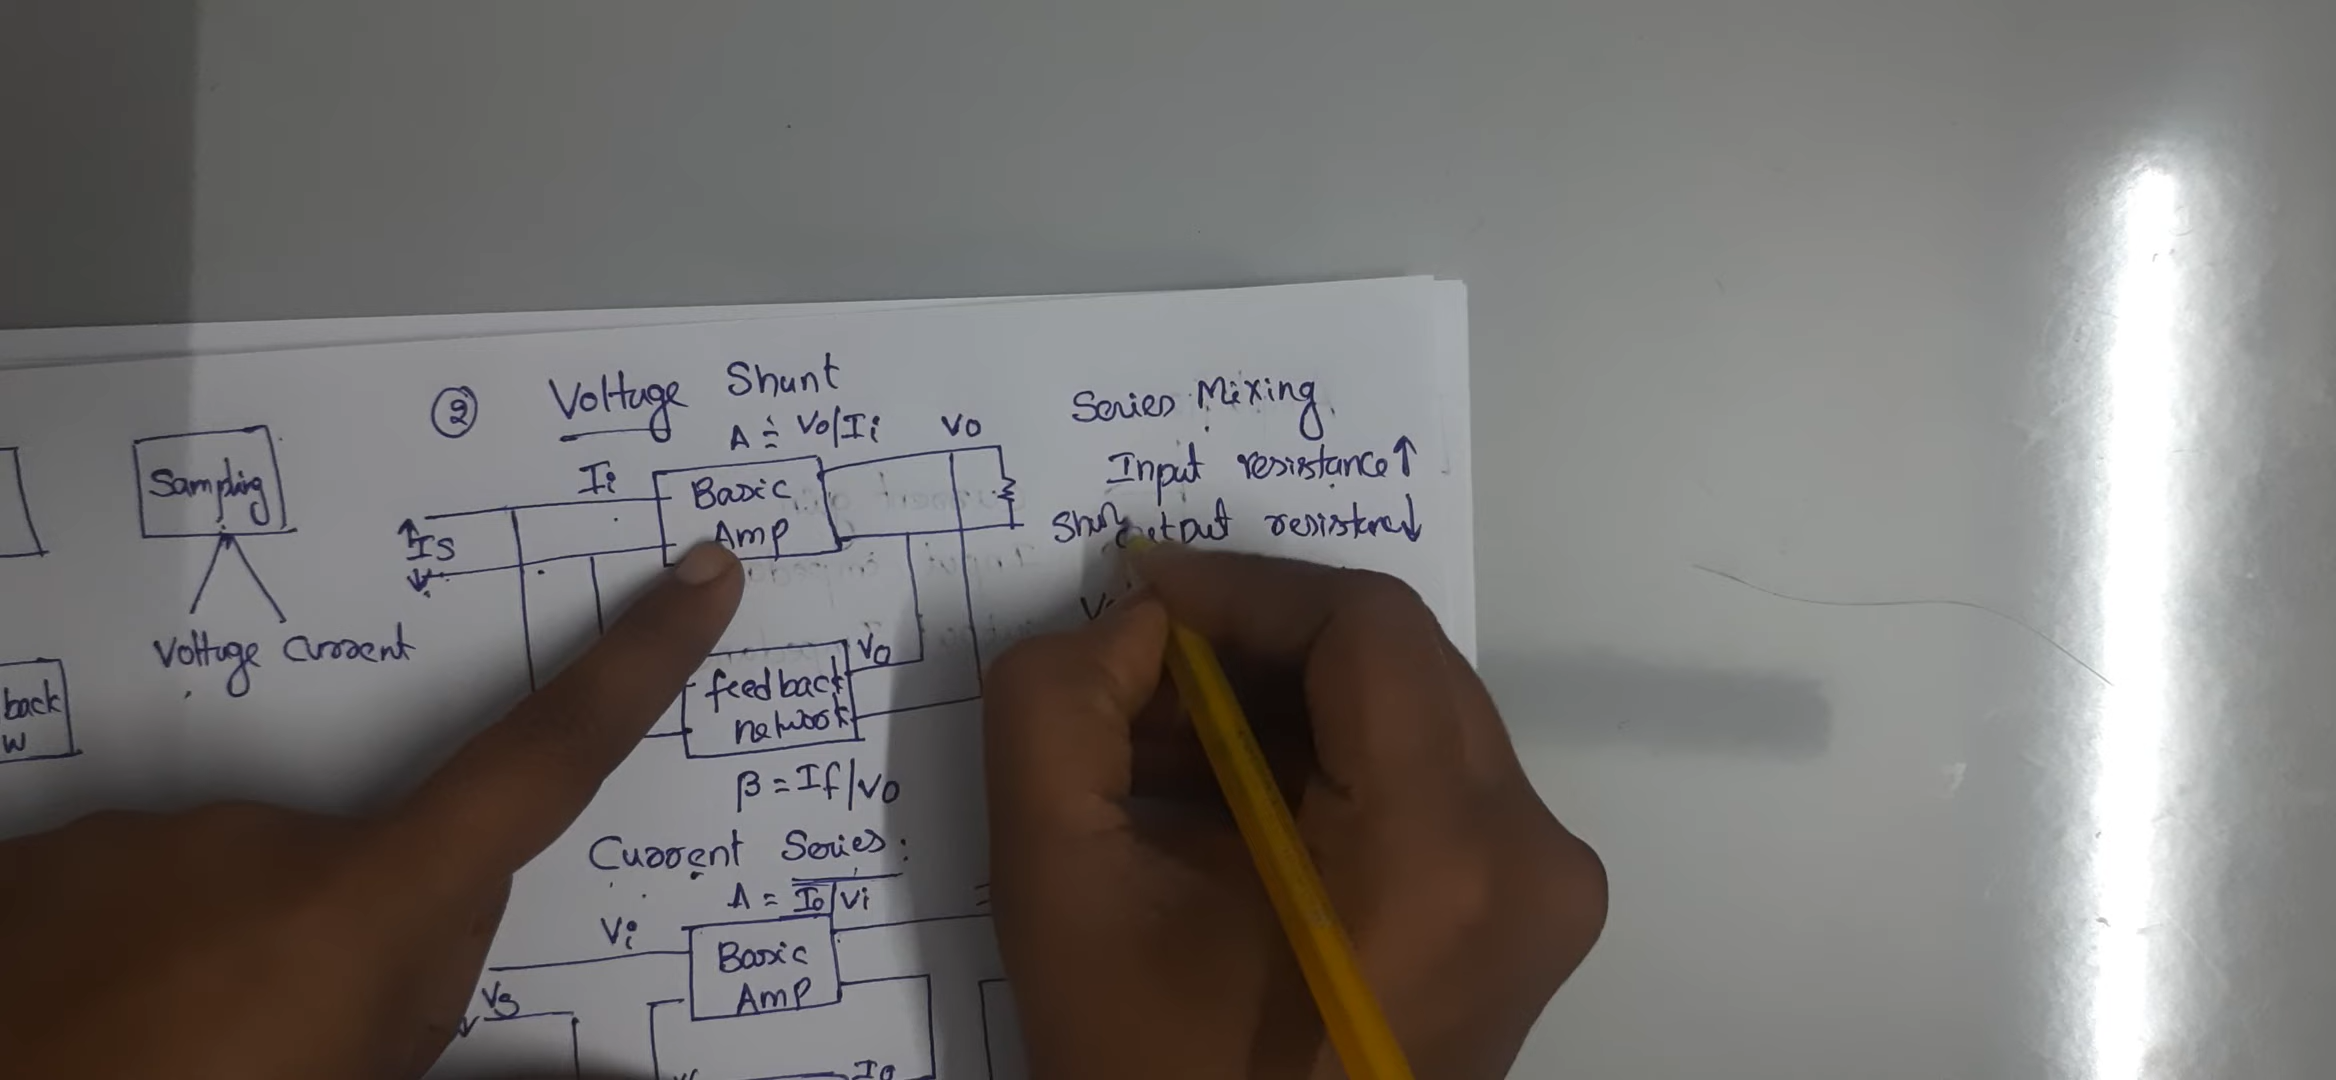 Sampling
Voltage Current
back
② Voltage Shunt
A = Vo/Ii
Vo
Ii
Is
Basic
Amp
Vo
feedback
network
β = If/Vo
Series Mixing
Input resistance↑
output
Current Series:
A = Io/Vi
Vi
Basic
Amp
Vs
Io